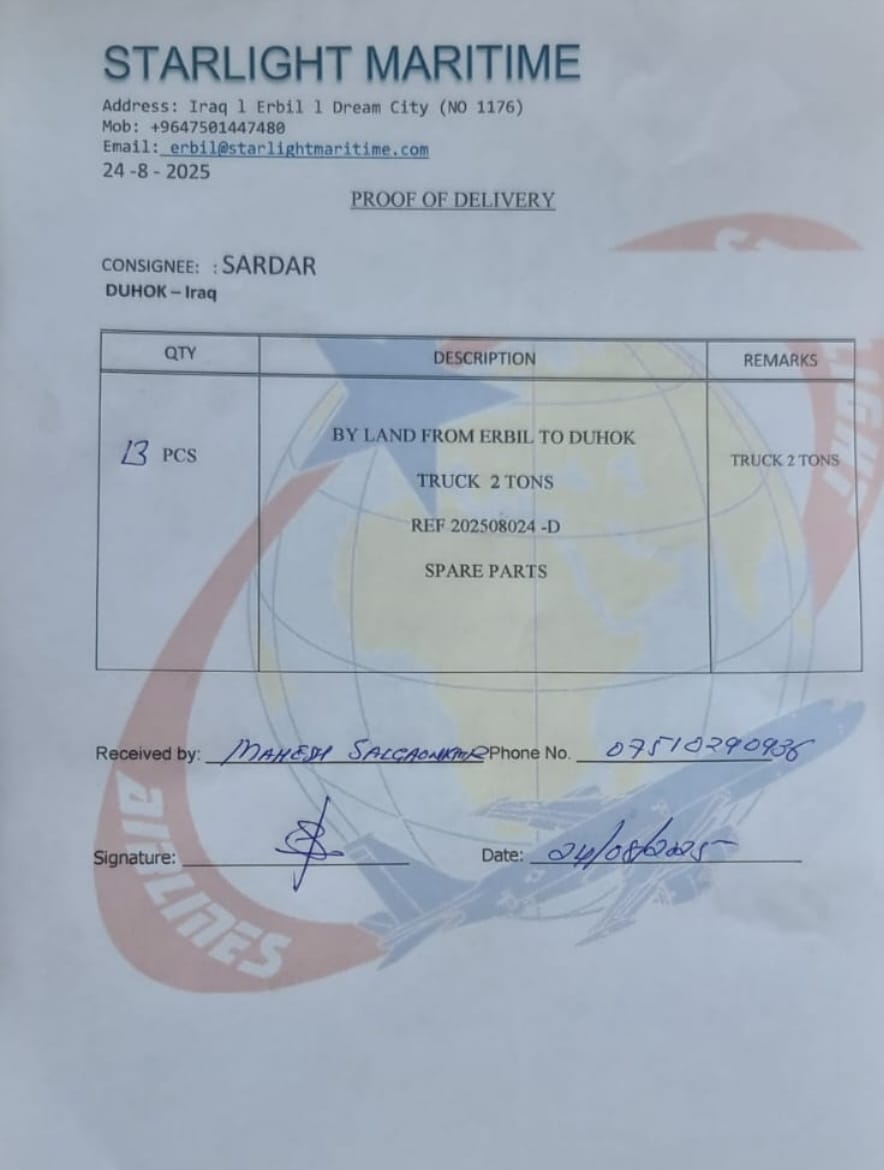 STARLIGHT MARITIME
Address: Iraq l Erbil l Dream City (NO 1176)
Mob: +9647501447480
Email: erbil@starlightmaritime.com
24 -8 - 2025
PROOF OF DELIVERY
CONSIGNEE: : SARDAR
DUHOK – Iraq
QTY DESCRIPTION REMARKS
13 PCS
BY LAND FROM ERBIL TO DUHOK
TRUCK 2 TONS
REF 202508024 -D
SPARE PARTS
TRUCK 2 TONS
Received by: MAHESH SALGAONKAR Phone No. 07510290936
Signature: Date: 24/08/2025
AIRLINES